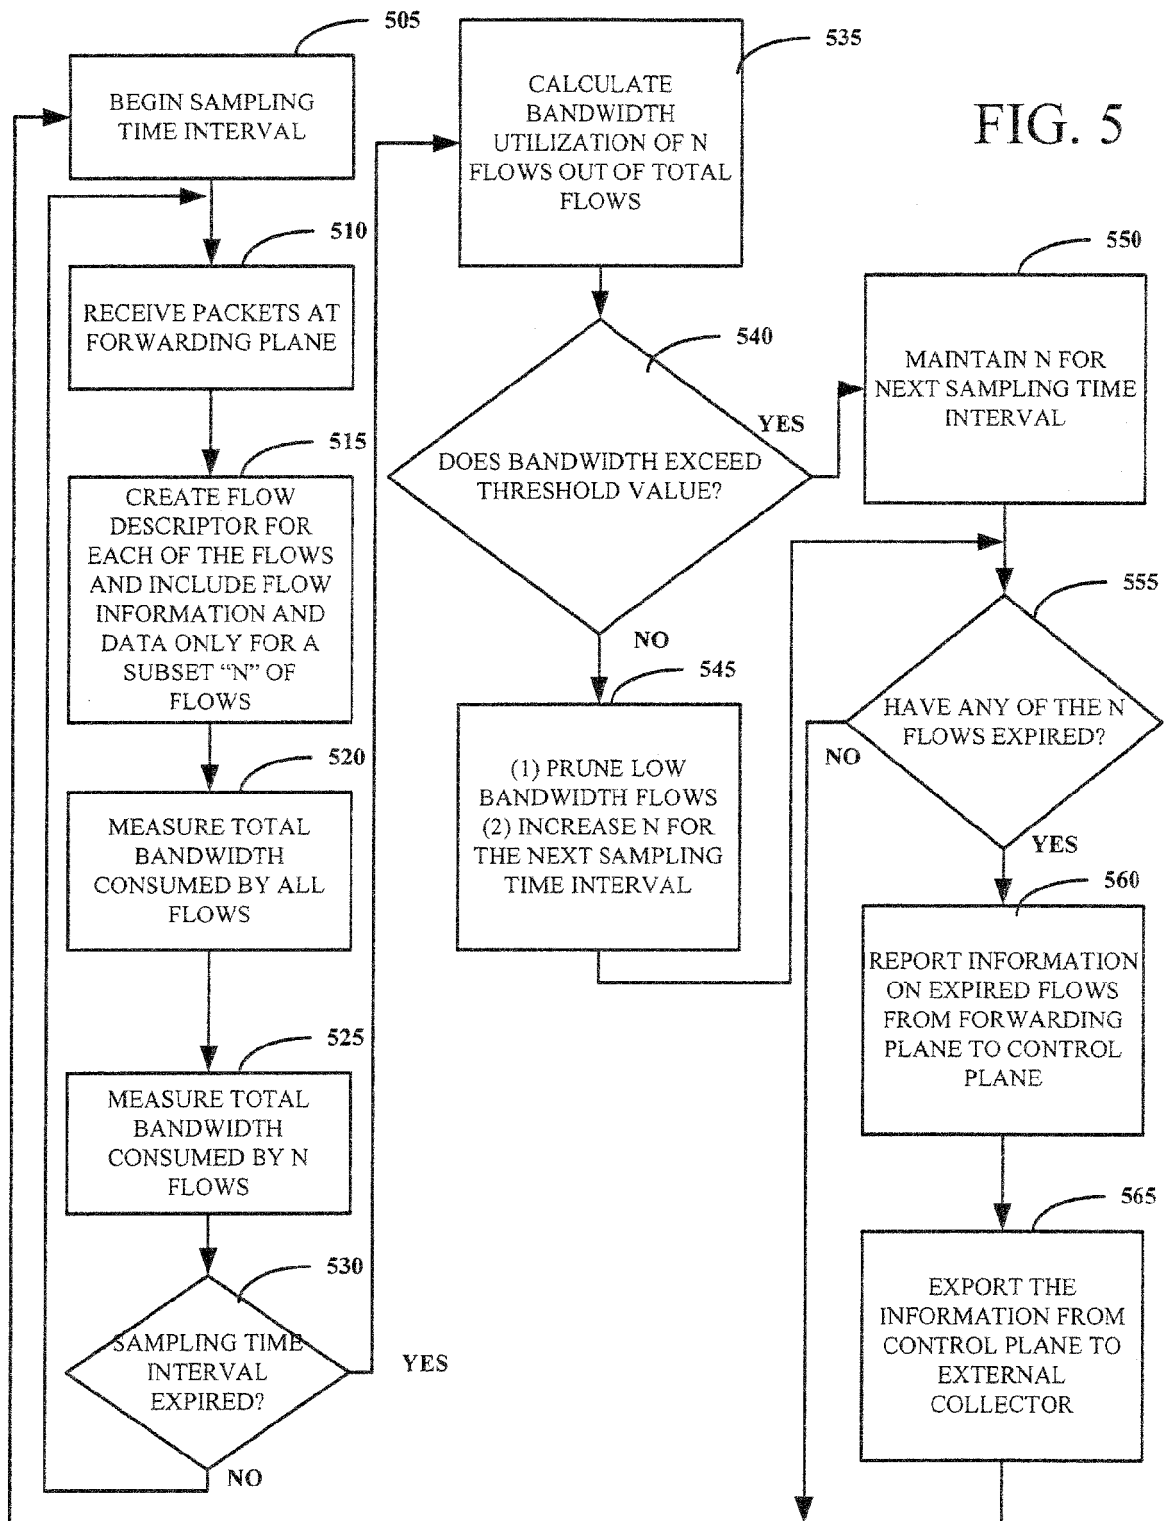 505
BEGIN SAMPLING
TIME INTERVAL
510
RECEIVE PACKETS AT
FORWARDING PLANE
515
CREATE FLOW
DESCRIPTOR FOR
EACH OF THE FLOWS
AND INCLUDE FLOW
INFORMATION AND
DATA ONLY FOR A
SUBSET “N” OF
FLOWS
520
MEASURE TOTAL
BANDWIDTH
CONSUMED BY ALL
FLOWS
525
MEASURE TOTAL
BANDWIDTH
CONSUMED BY N
FLOWS
530
SAMPLING TIME
INTERVAL
EXPIRED?
YES
NO
535
CALCULATE
BANDWIDTH
UTILIZATION OF N
FLOWS OUT OF TOTAL
FLOWS
540
DOES BANDWIDTH EXCEED
THRESHOLD VALUE?
YES
NO
545
(1) PRUNE LOW
BANDWIDTH FLOWS
(2) INCREASE N FOR
THE NEXT SAMPLING
TIME INTERVAL
FIG. 5
550
MAINTAIN N FOR
NEXT SAMPLING TIME
INTERVAL
555
HAVE ANY OF THE N
FLOWS EXPIRED?
NO
YES
560
REPORT INFORMATION
ON EXPIRED FLOWS
FROM FORWARDING
PLANE TO CONTROL
PLANE
565
EXPORT THE
INFORMATION FROM
CONTROL PLANE TO
EXTERNAL
COLLECTOR